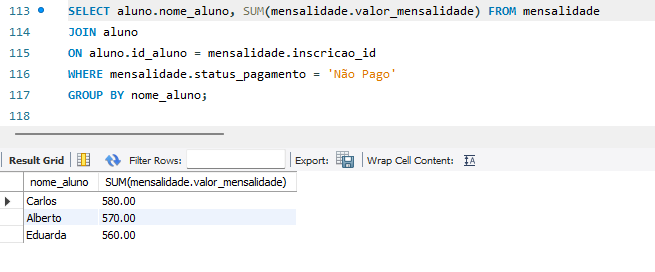 113 SELECT aluno.nome_aluno, SUM(mensalidade.valor_mensalidade) FROM mensalidade
114 JOIN aluno
115 ON aluno.id_aluno = mensalidade.inscricao_id
116 WHERE mensalidade.status_pagamento = 'Não Pago'
117 GROUP BY nome_aluno;
118
Result Grid Filter Rows: Export: Wrap Cell Content: IA
nome_aluno SUM(mensalidade.valor_mensalidade)
Carlos 580.00
Alberto 570.00
Eduarda 560.00